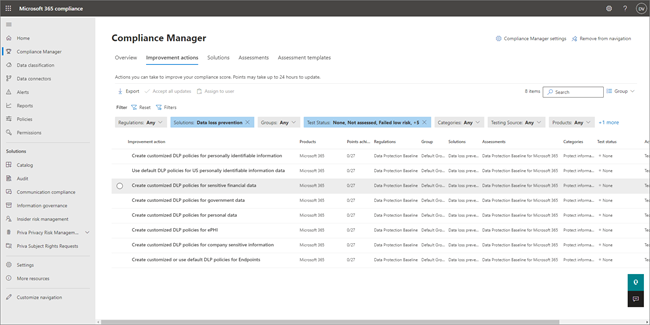 Microsoft 365 compliance
?
DV
Home
Compliance Manager
Data classification
Data connectors
Alerts
Reports
Policies
Permissions
Solutions
Catalog
Audit
Communication compliance
Information governance
Insider risk management
Priva Privacy Risk Managem...
Priva Subject Rights Requests
Settings
More resources
Customize navigation
Compliance Manager
Compliance Manager settings Remove from navigation
Overview Improvement actions Solutions Assessments Assessment templates
Actions you can take to improve your compliance score. Points may take up to 24 hours to update.
Export Accept all updates Assign to user 8 items Search Group
Filter Reset Filters
Regulations: Any Solutions: Data loss prevention Groups: Any Test Status: None, Not assessed, Failed low risk, Categories: Any Testing Source: Any Products: Any +1 more
Improvement action Products Points achi... Regulations Group Solutions Assessments Categories Test status
Create customized DLP policies for personally identifiable information Microsoft 365 0/27 Data Protection Baseline Default Grou... Data loss preve... Data Protection Baseline for Microsoft 365 Protect informa... None
Use default DLP policies for US personally identifiable information data Microsoft 365 0/27 Data Protection Baseline Default Grou... Data loss preve... Data Protection Baseline for Microsoft 365 Protect informa... None
Create customized DLP policies for sensitive financial data Microsoft 365 0/27 Data Protection Baseline Default Grou... Data loss preve... Data Protection Baseline for Microsoft 365 Protect informa... None
Create customized DLP policies for government data Microsoft 365 0/27 Data Protection Baseline Default Grou... Data loss preve... Data Protection Baseline for Microsoft 365 Protect informa... None
Create customized DLP policies for personal data Microsoft 365 0/27 Data Protection Baseline Default Grou... Data loss preve... Data Protection Baseline for Microsoft 365 Protect informa... None
Create customized DLP policies for ePHI Microsoft 365 0/27 Data Protection Baseline Default Grou... Data loss preve... Data Protection Baseline for Microsoft 365 Protect informa... None
Create customized DLP policies for company sensitive information Microsoft 365 0/27 Data Protection Baseline Default Grou... Data loss preve... Data Protection Baseline for Microsoft 365 Protect informa... None
Create customized or use default DLP policies for Endpoints Microsoft 365 0/27 Data Protection Baseline Default Grou... Data loss preve... Data Protection Baseline for Microsoft 365 Protect informa... None